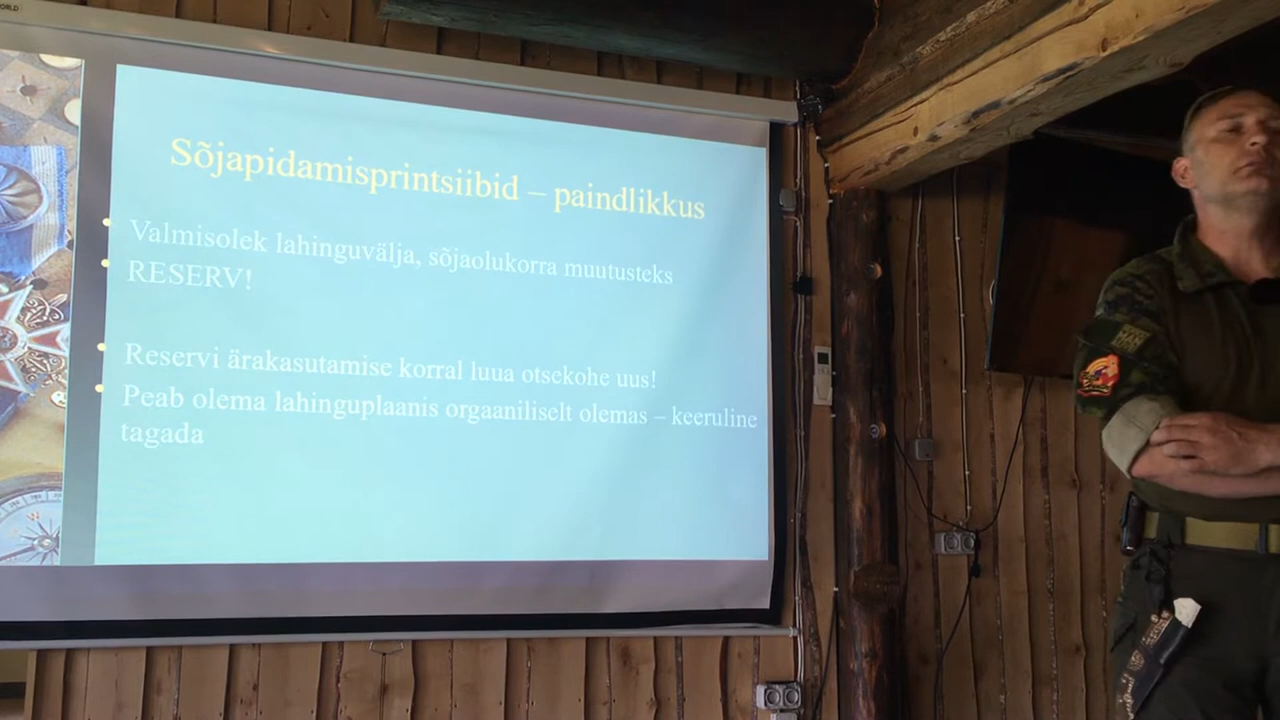 ORLD
Sõjapidamisprintsiibid – paindlikkus
Valmisolek lahinguvälja, sõjaolukorra muutusteks
RESERV!
Reservi ärakasutamise korral luua otsekohe uus!
Peab olema lahinguplaanis orgaaniliselt olemas – keeruline
tagada